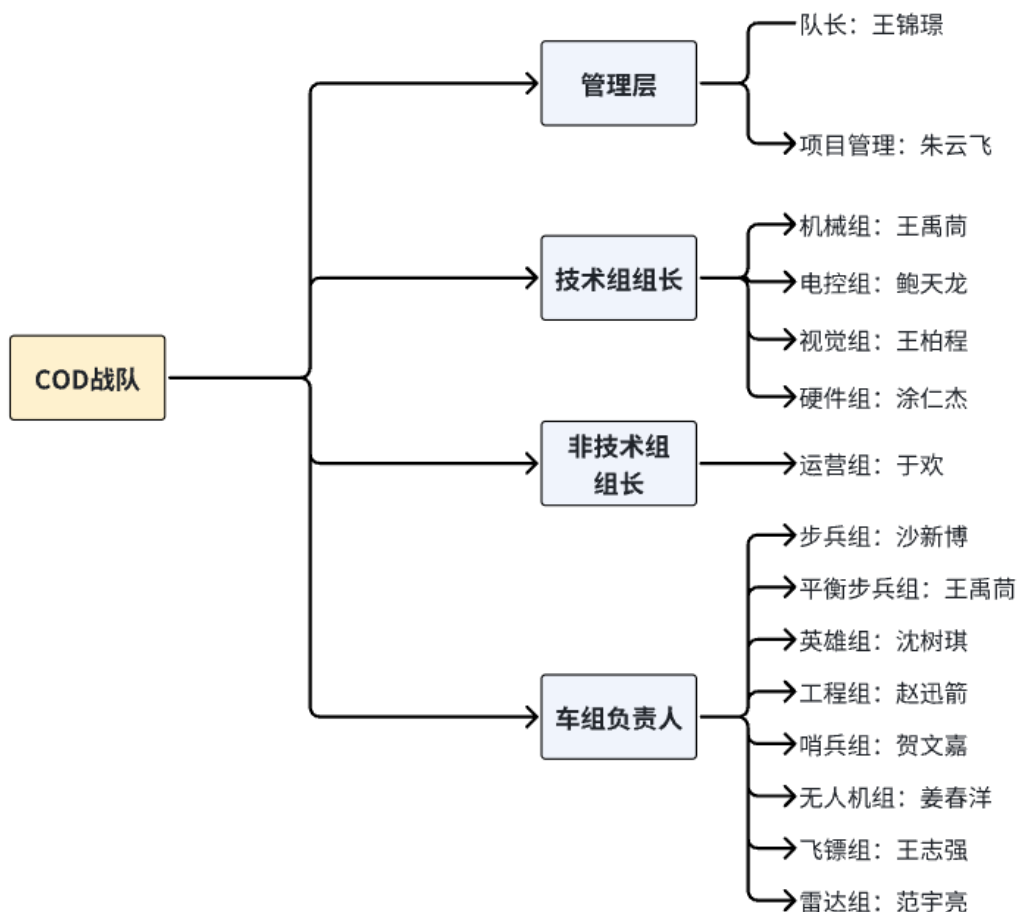 COD战队
管理层
队长：王锦璟
项目管理：朱云飞
技术组组长
机械组：王禹茼
电控组：鲍天龙
视觉组：王柏程
硬件组：涂仁杰
非技术组
组长
运营组：于欢
车组负责人
步兵组：沙新博
平衡步兵组：王禹茼
英雄组：沈树琪
工程组：赵迅箭
哨兵组：贺文嘉
无人机组：姜春洋
飞镖组：王志强
雷达组：范宇亮